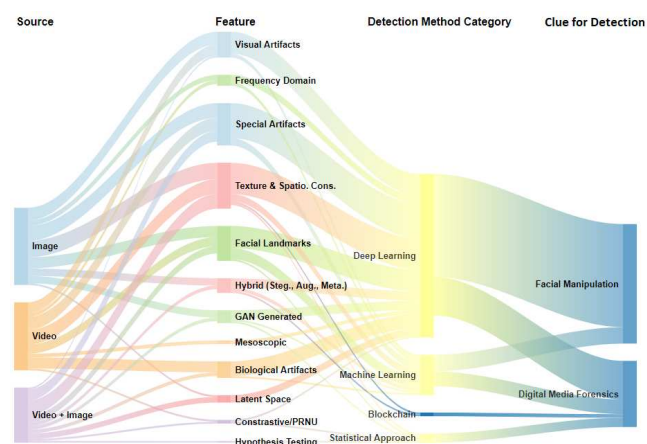 Source Feature Detection Method Category Clue for Detection
Visual Artifacts
Frequency Domain
Special Artifacts
Texture & Spatio. Cons.
Image
Facial Landmarks
Deep Learning
Hybrid (Steg., Aug., Meta.)
Facial Manipulation
GAN Generated
Video
Mesoscopic
Biological Artifacts
Machine Learning
Digital Media Forensics
Latent Space
Video + Image
Blockchain
Constrastive/PRNU
Statistical Approach
Hypothesis Testing